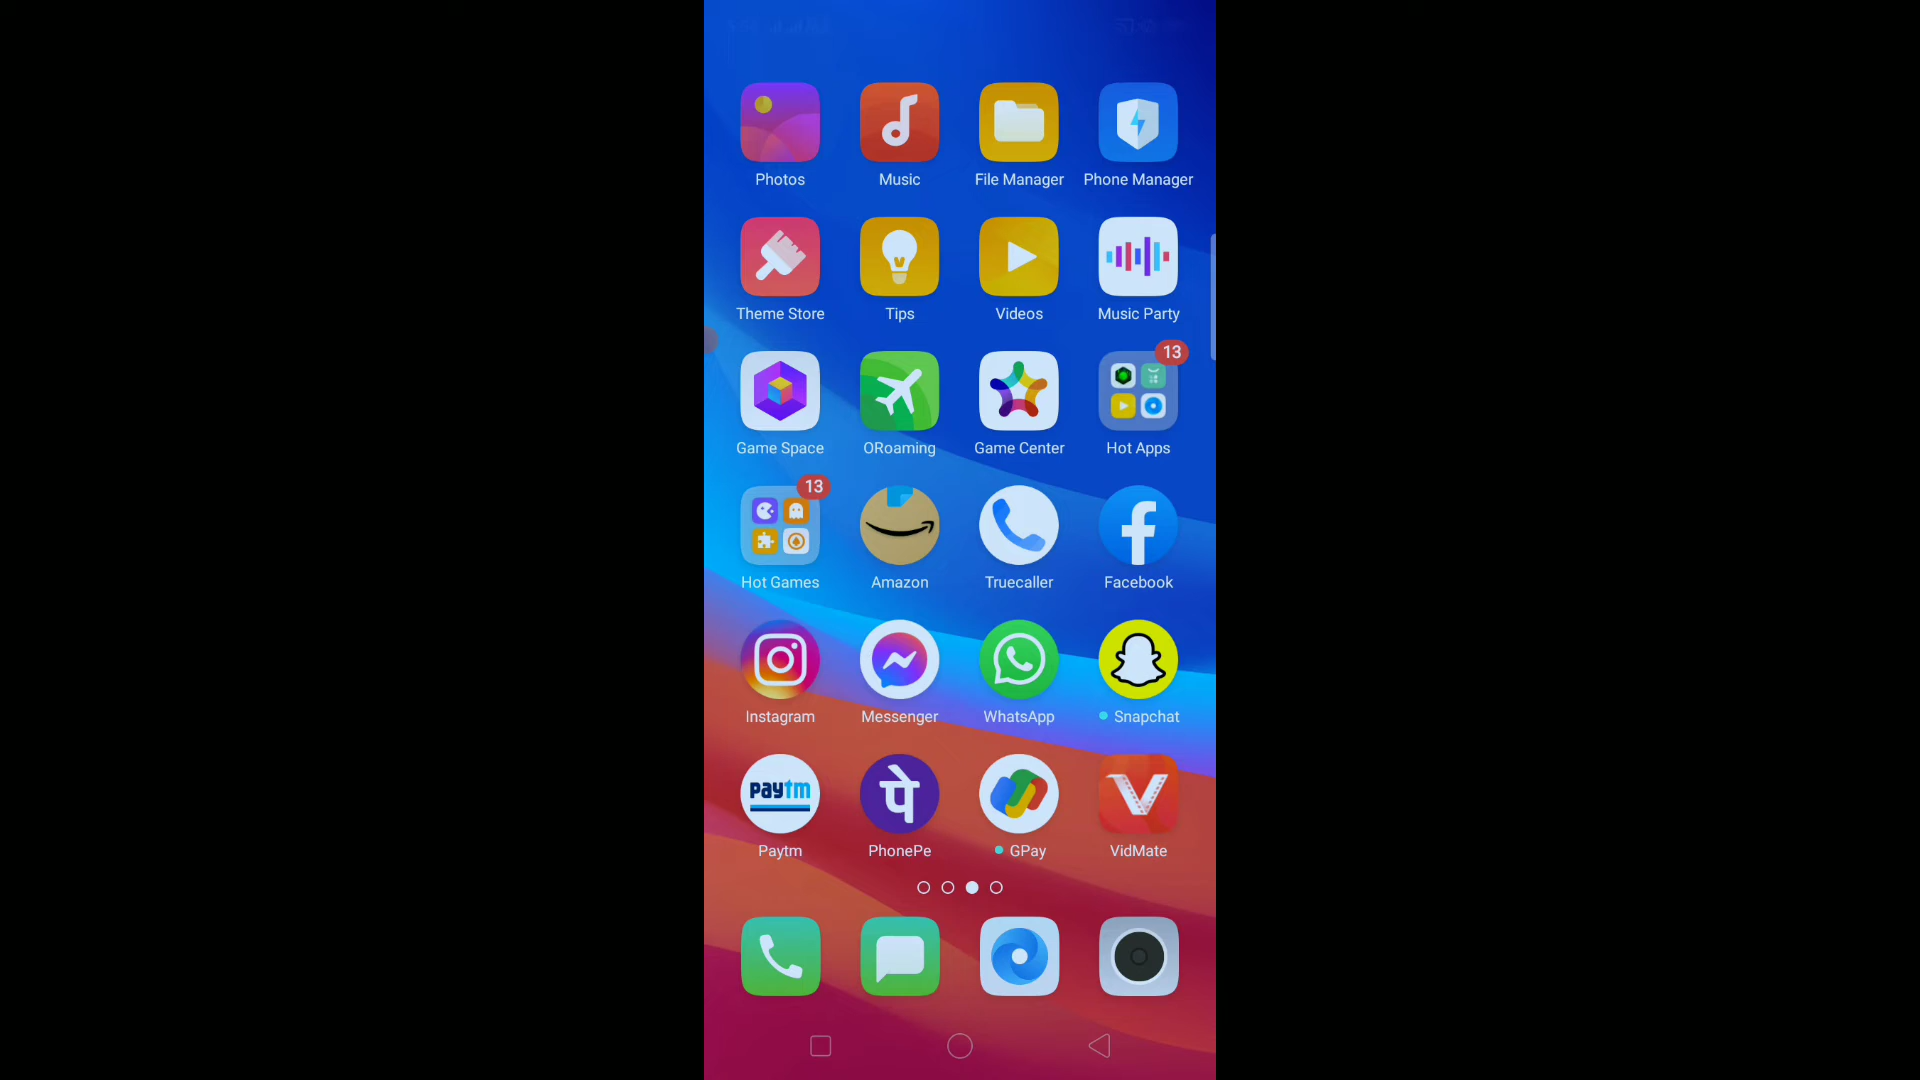 Photos Music File Manager Phone Manager
Theme Store Tips Videos Music Party
13
Game Space ORoaming Game Center Hot Apps
13
Hot Games Amazon Truecaller Facebook
Instagram Messenger WhatsApp Snapchat
paytm पे
Paytm PhonePe GPay VidMate